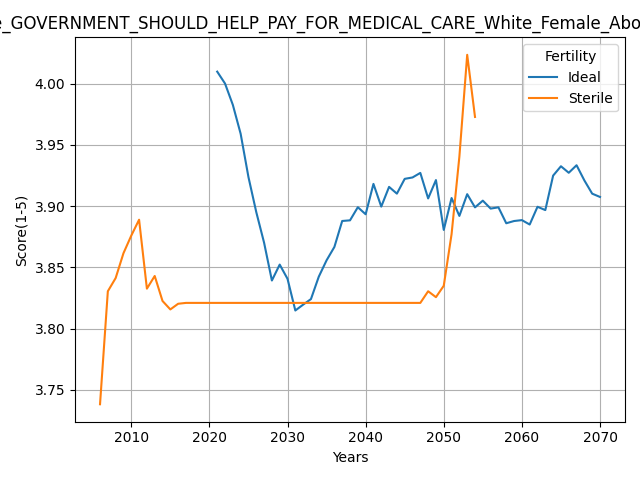 e_GOVERNMENT_SHOULD_HELP_PAY_FOR_MEDICAL_CARE_White_Female_Abo
Fertility
Ideal
Sterile
4.00
3.95
3.90
3.85
3.80
3.75
Score(1-5)
2010 2020 2030 2040 2050 2060 2070
Years